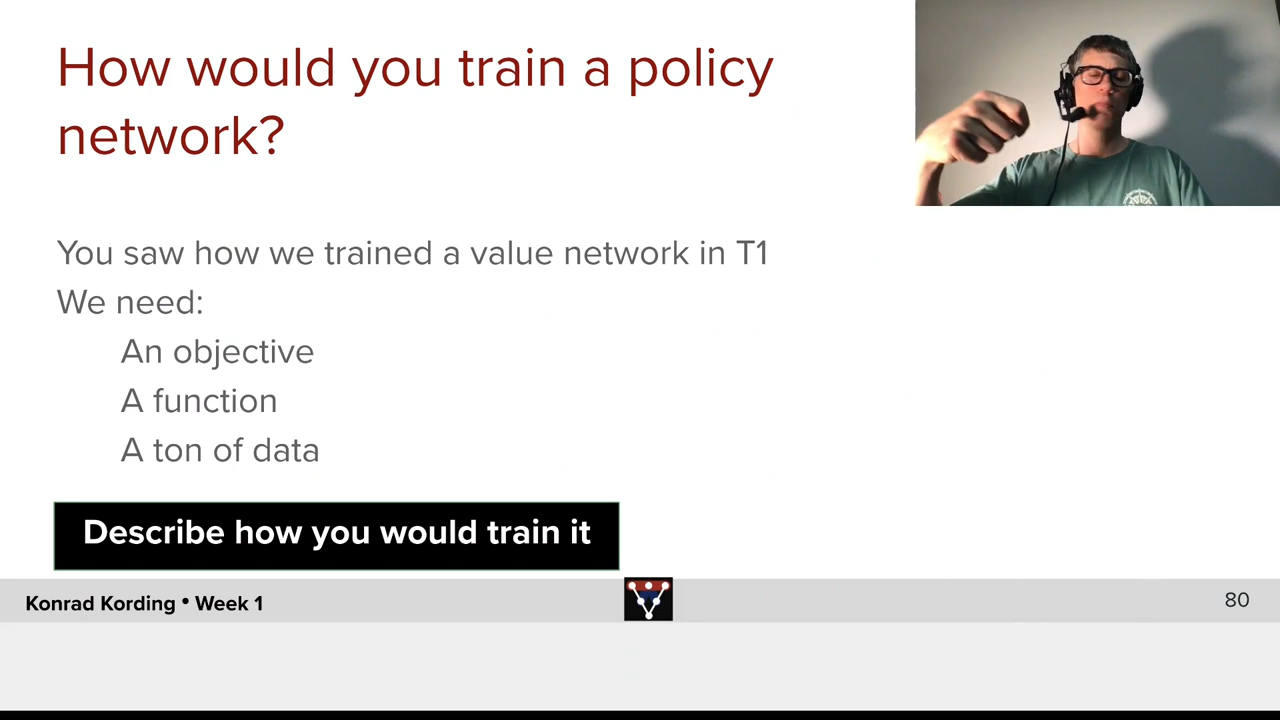 How would you train a policy
network?
You saw how we trained a value network in T1
We need:
An objective
A function
A ton of data
Describe how you would train it
Konrad Kording • Week 1
80